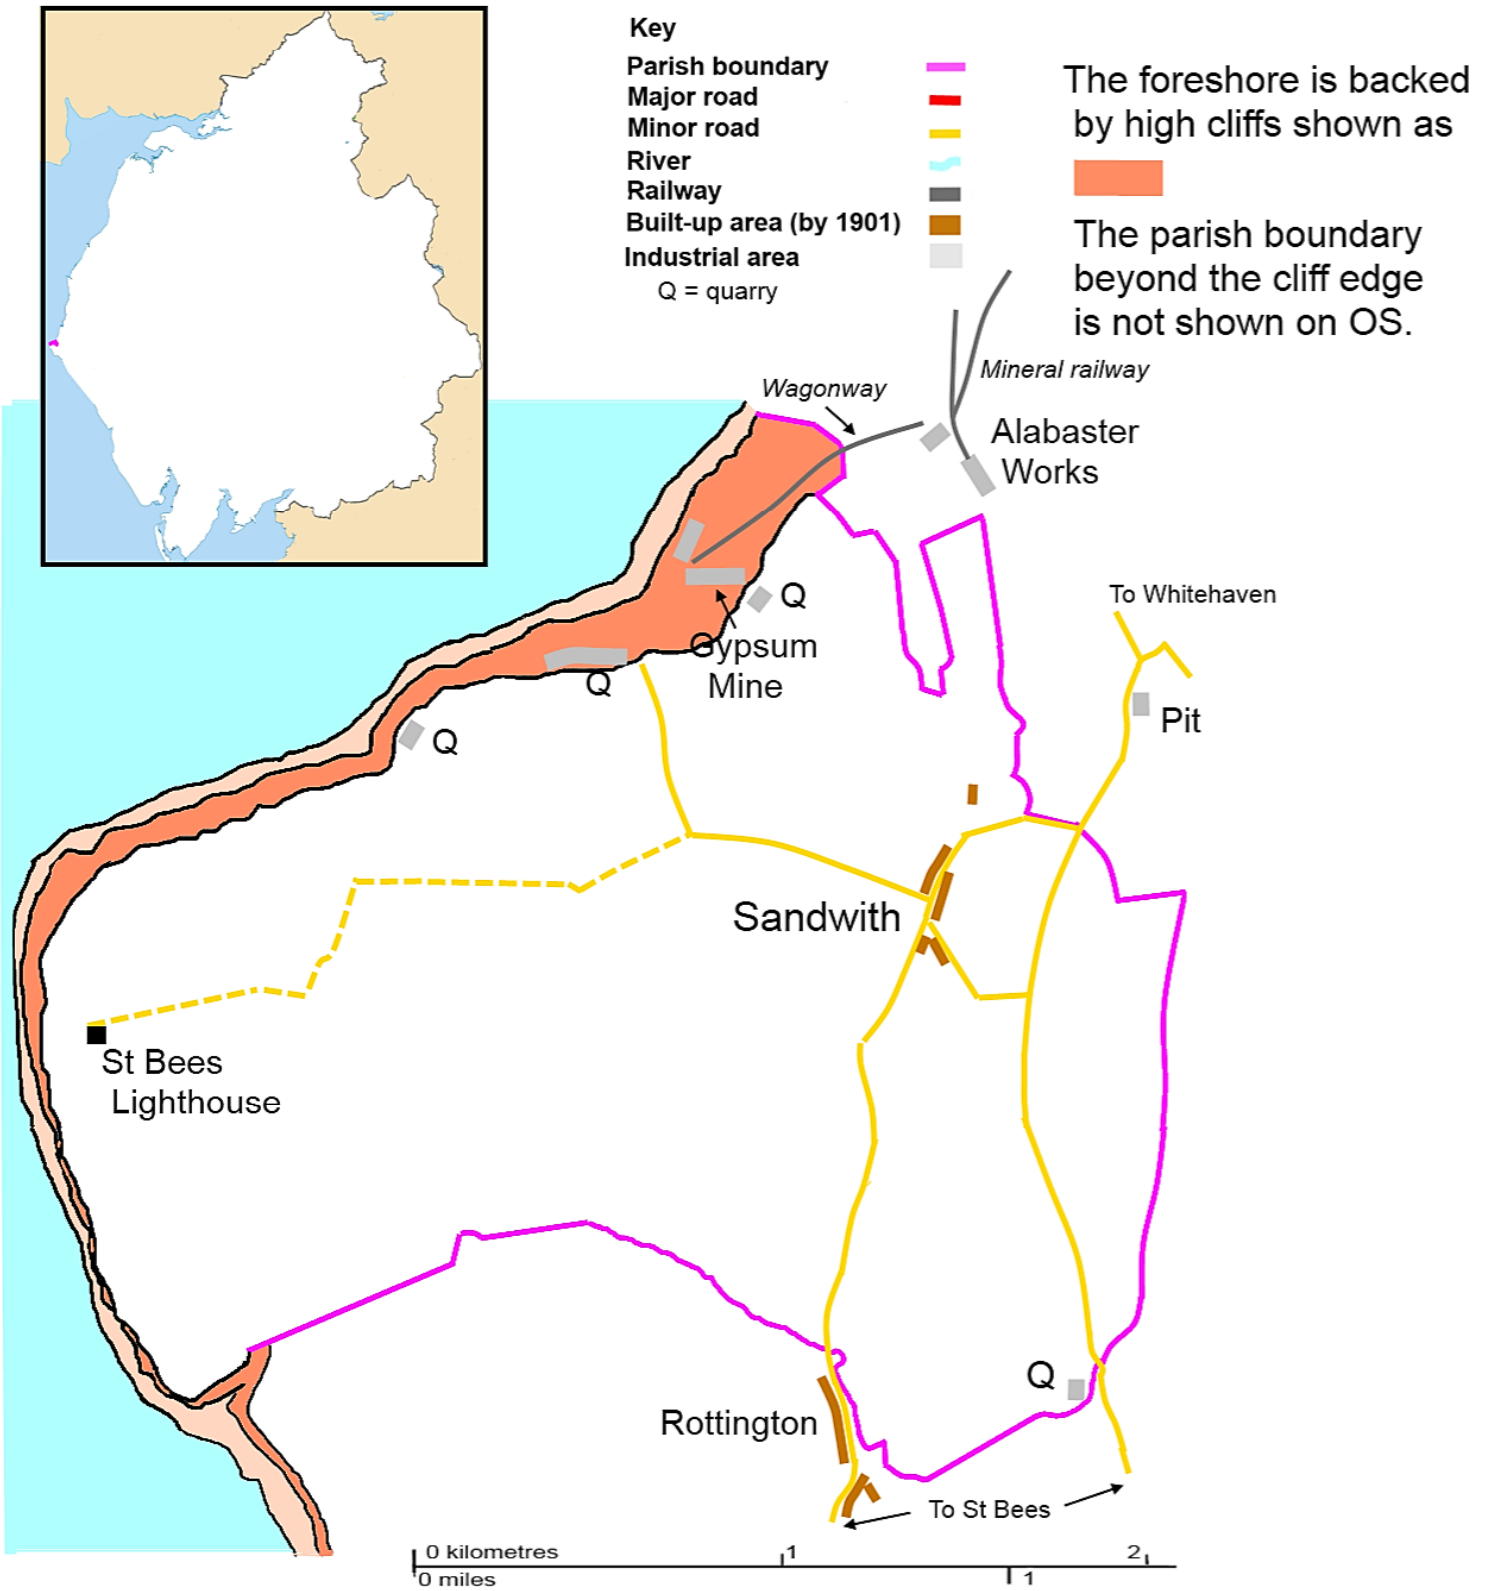 Key
Parish boundary
Major road
Minor road
River
Railway
Built-up area (by 1901)
Industrial area
Q = quarry
The foreshore is backed
by high cliffs shown as
The parish boundary
beyond the cliff edge
is not shown on OS.
Mineral railway
Wagonway
Alabaster
Works
To Whitehaven
Q
Gypsum
Mine
Q
Q
Pit
Sandwith
St Bees
Lighthouse
Q
Rottington
To St Bees
0 kilometres 1 2
0 miles 1